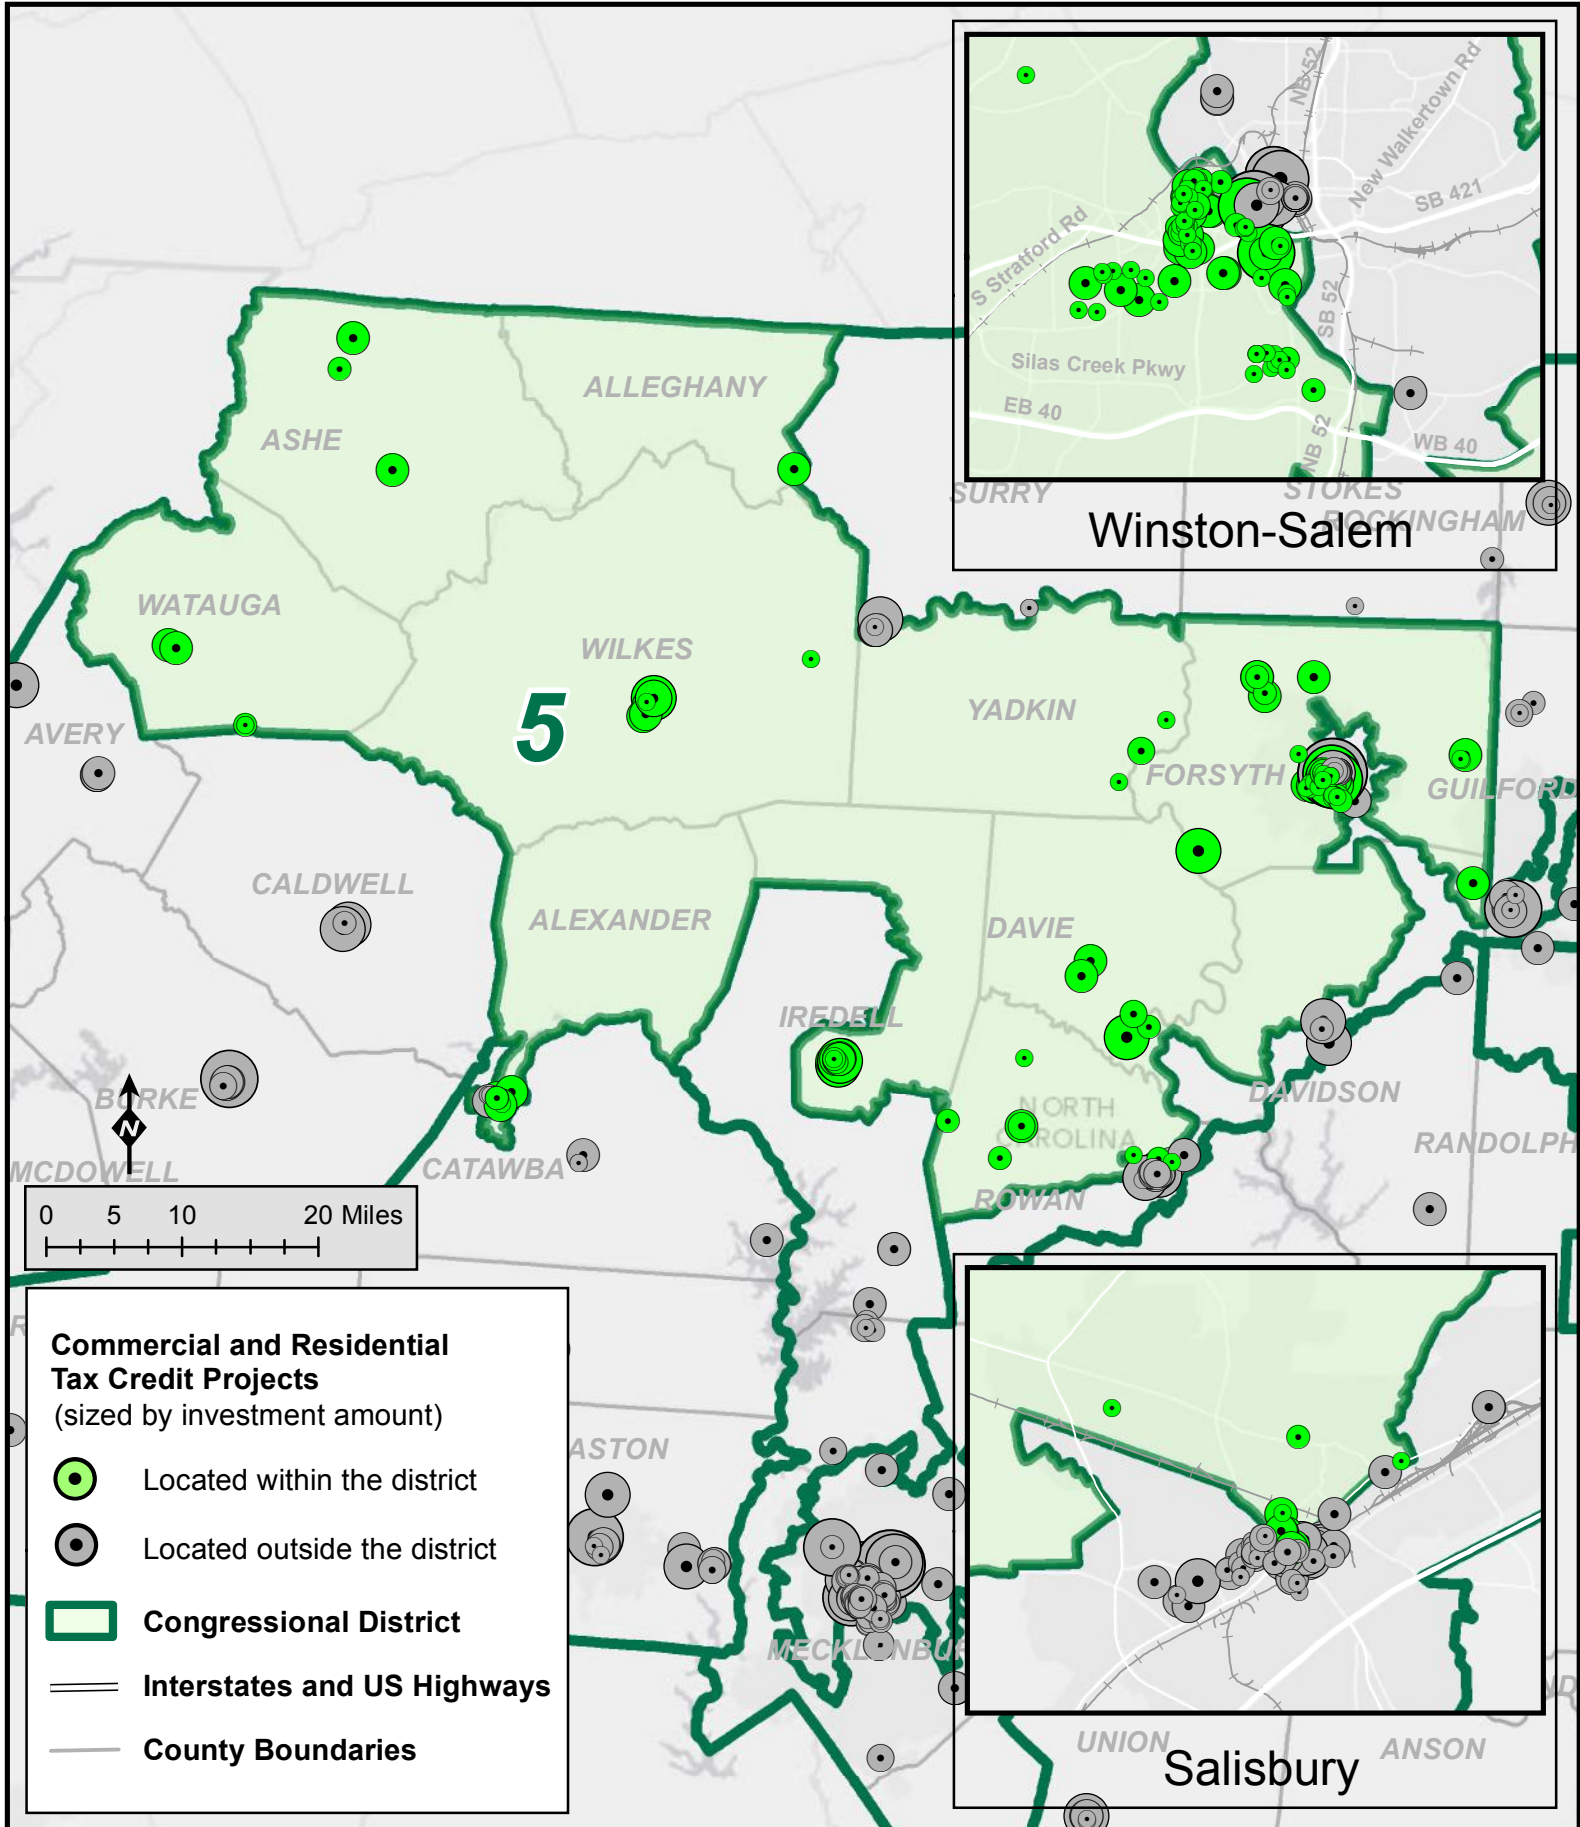 NB 52
New Walkertown Rd
SB 421
S Stratford Rd
SB 52
Silas Creek Pkwy
EB 40
NB 52
WB 40
Winston-Salem
ALLEGHANY
ASHE
SURRY
STOKES
ROCKINGHAM
WATAUGA
WILKES
5
YADKIN
AVERY
FORSYTH
GUILFORD
CALDWELL
ALEXANDER
DAVIE
IREDELL
BURKE
N
NORTH
CAROLINA
DAVIDSON
RANDOLPH
MCDOWELL
CATAWBA
ROWAN
0 5 10 20 Miles
Commercial and Residential
Tax Credit Projects
(sized by investment amount)
Located within the district
Located outside the district
Congressional District
Interstates and US Highways
County Boundaries
ASTON
MECKLENBU
UNION
ANSON
Salisbury